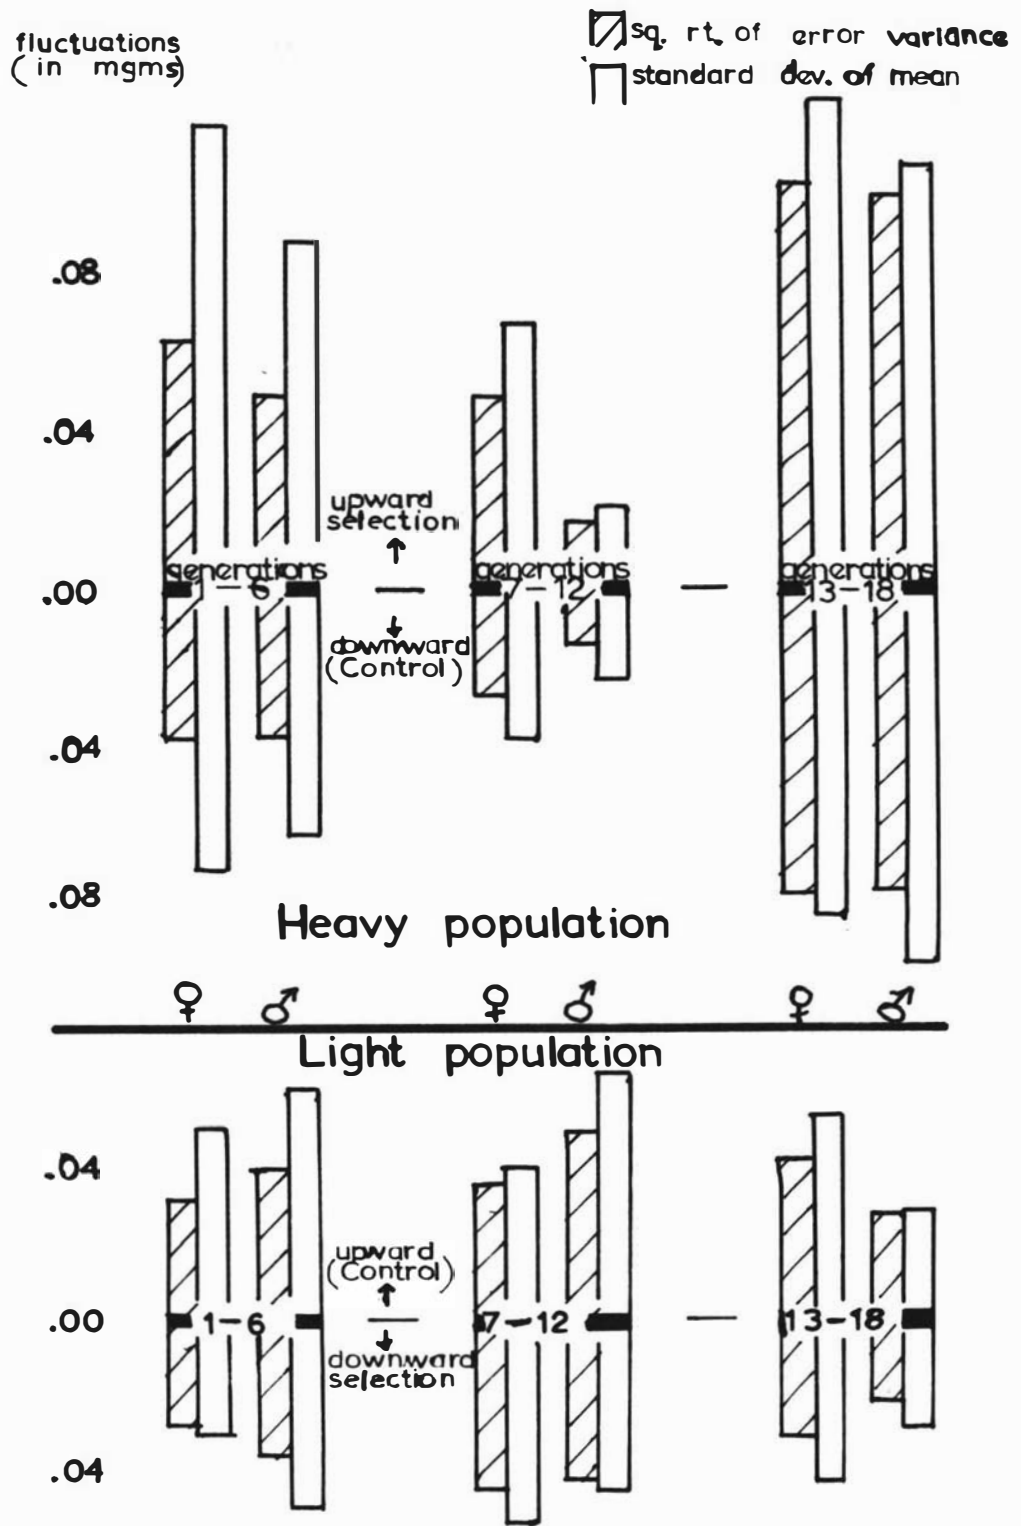 fluctuations
(in mgms)
sq. rt. of error variance
standard dev. of mean
.08
.04
upward
selection
generations
1-6
generations
7-12
generations
13-18
.00
downward
(Control)
.04
.08
Heavy population
♀ ♂ ♀ ♂ ♀ ♂
Light population
.04
upward
(Control)
.00
1-6
7-12
13-18
downward
selection
.04